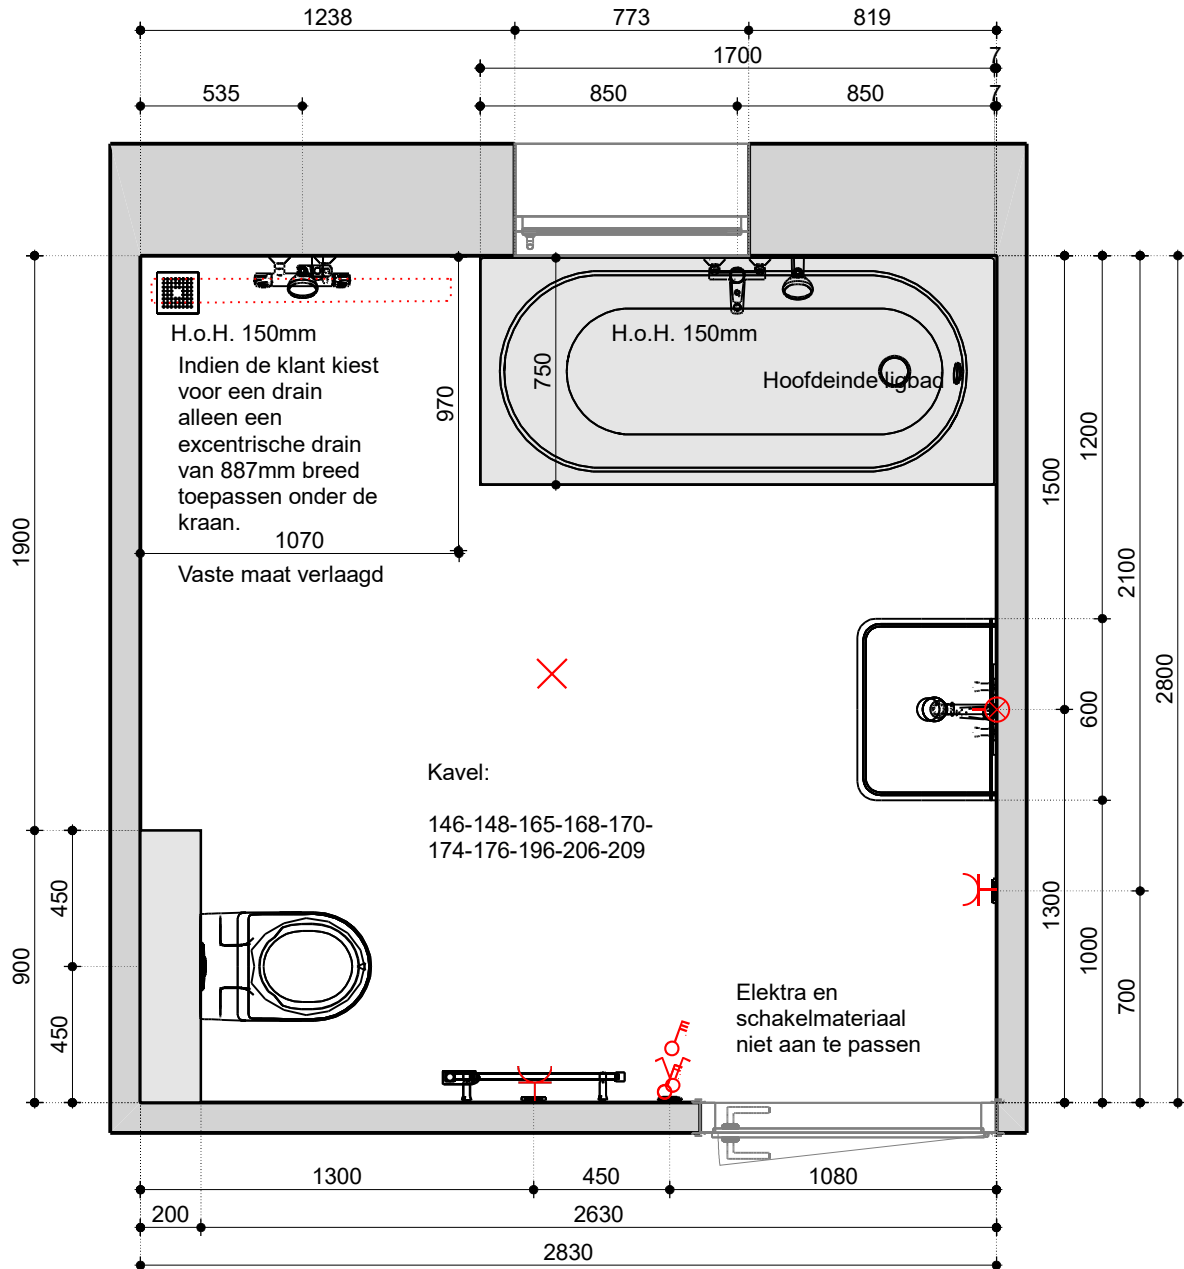 1238
773
819
1700
7
535
850
850
7
H.o.H. 150mm
Indien de klant kiest
voor een drain
alleen een
excentrische drain
van 887mm breed
toepassen onder de
kraan.
1070
Vaste maat verlaagd
970
750
H.o.H. 150mm
Hoofdeinde ligbad
1900
900
450
450
1500
1300
1200
600
1000
2100
700
2800
Kavel:
146-148-165-168-170-
174-176-196-206-209
Elektra en
schakelmateriaal
niet aan te passen
1300
450
1080
200
2630
2830